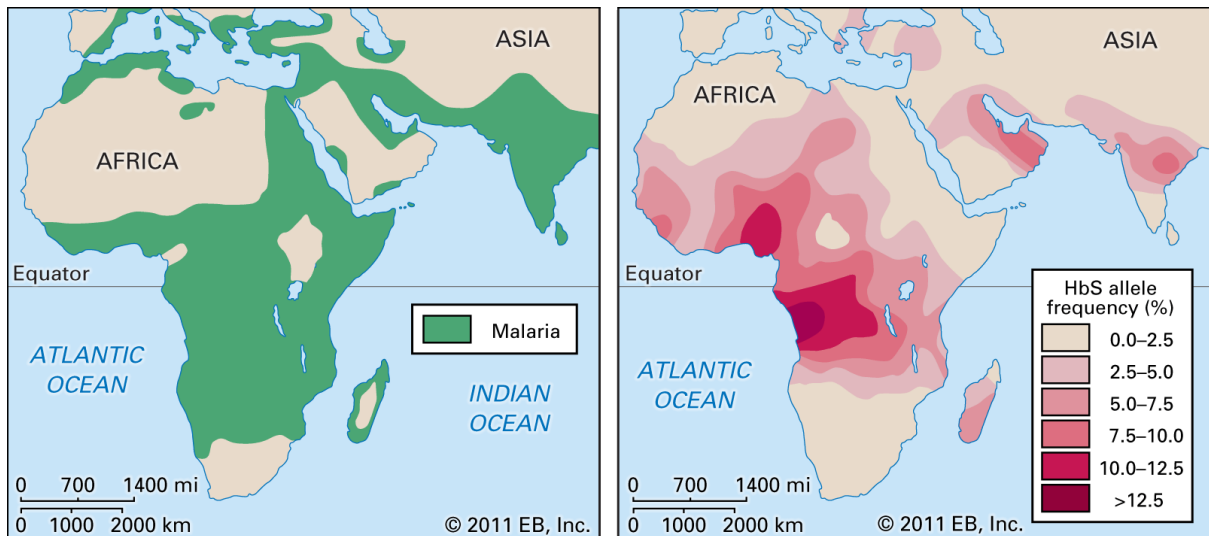 ASIA
AFRICA
Equator
Malaria
ATLANTIC
OCEAN
INDIAN
OCEAN
0 700 1400 mi
0 1000 2000 km
© 2011 EB, Inc.
ASIA
AFRICA
Equator
HbS allele
frequency (%)
0.0–2.5
2.5–5.0
5.0–7.5
7.5–10.0
10.0–12.5
>12.5
ATLANTIC
OCEAN
0 700 1400 mi
0 1000 2000 km
© 2011 EB, Inc.